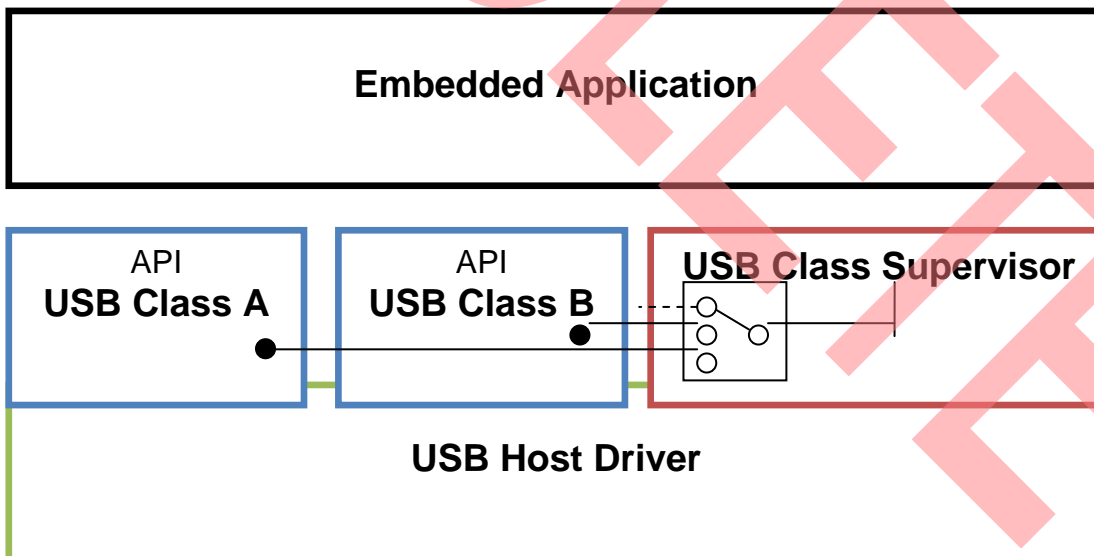 Embedded Application
API
USB Class A
API
USB Class B
USB Class Supervisor
USB Host Driver